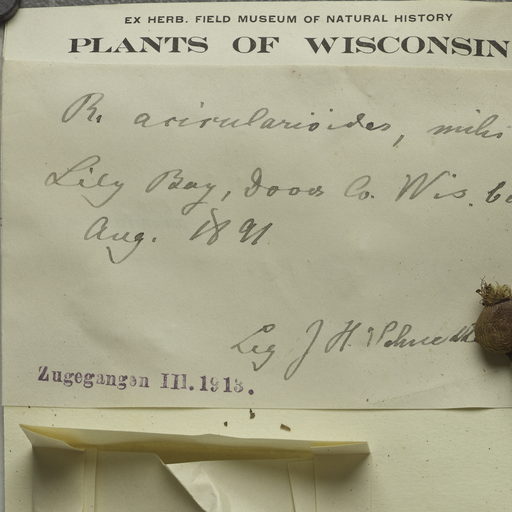 EX HERB. FIELD MUSEUM OF NATURAL HISTORY
PLANTS OF WISCONSIN
R. acicularioides, mihi
Lily Bay, Door Co. Wis.
Aug. 1891
Leg J H. Schuette
Zugegangen III. 1913.